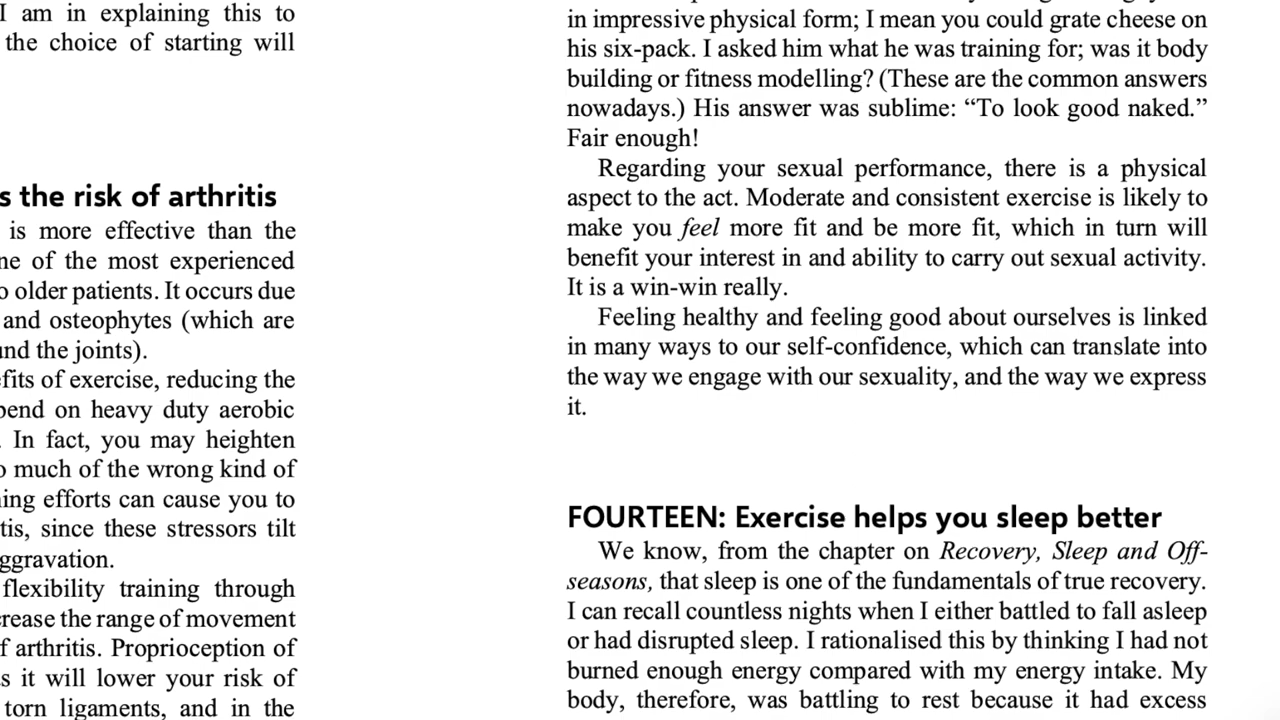 I am in explaining this to
the choice of starting will
s the risk of arthritis
is more effective than the
ne of the most experienced
o older patients. It occurs due
and osteophytes (which are
und the joints).
efits of exercise, reducing the
pend on heavy duty aerobic
. In fact, you may heighten
o much of the wrong kind of
ning efforts can cause you to
tis, since these stressors tilt
ggravation.
flexibility training through
crease the range of movement
f arthritis. Proprioception of
s it will lower your risk of
torn ligaments, and in the
in impressive physical form; I mean you could grate cheese on
his six-pack. I asked him what he was training for; was it body
building or fitness modelling? (These are the common answers
nowadays.) His answer was sublime: “To look good naked.”
Fair enough!
Regarding your sexual performance, there is a physical
aspect to the act. Moderate and consistent exercise is likely to
make you feel more fit and be more fit, which in turn will
benefit your interest in and ability to carry out sexual activity.
It is a win-win really.
Feeling healthy and feeling good about ourselves is linked
in many ways to our self-confidence, which can translate into
the way we engage with our sexuality, and the way we express
it.
FOURTEEN: Exercise helps you sleep better
We know, from the chapter on Recovery, Sleep and Off-
seasons, that sleep is one of the fundamentals of true recovery.
I can recall countless nights when I either battled to fall asleep
or had disrupted sleep. I rationalised this by thinking I had not
burned enough energy compared with my energy intake. My
body, therefore, was battling to rest because it had excess